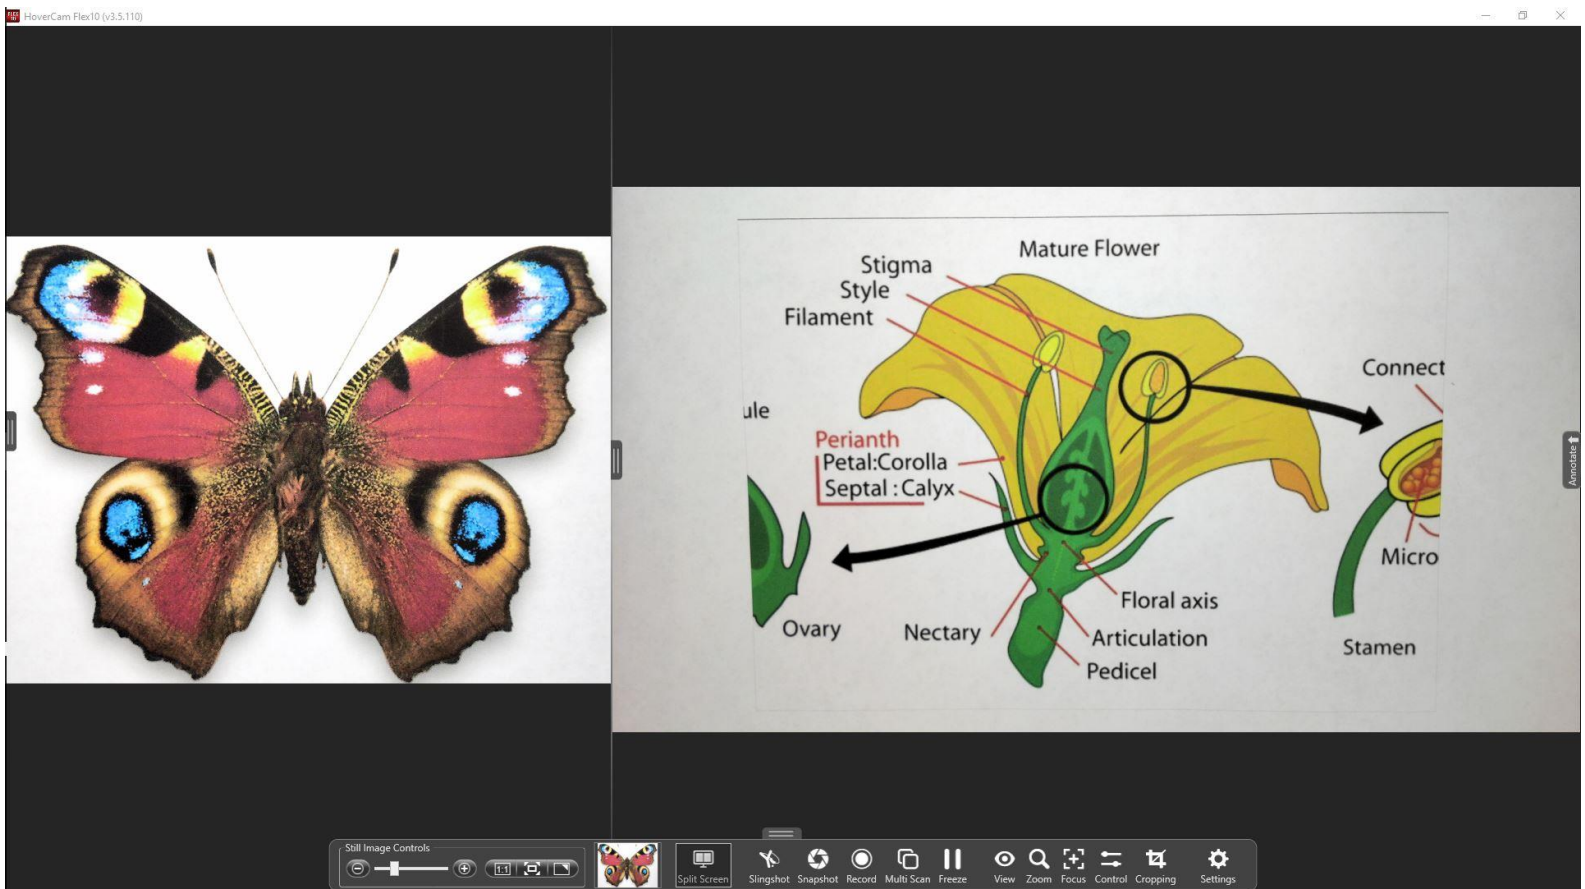 HoverCam Flex10 (v3.5.110)
Mature Flower
Stigma
Style
Filament
Connect
ule
Perianth
Petal:Corolla
Septal : Calyx
Micro
Floral axis
Ovary
Nectary
Articulation
Stamen
Pedicel
Annotate
Still Image Controls
1:1
Split Screen
Slingshot
Snapshot
Record
Multi Scan
Freeze
View
Zoom
Focus
Control
Cropping
Settings